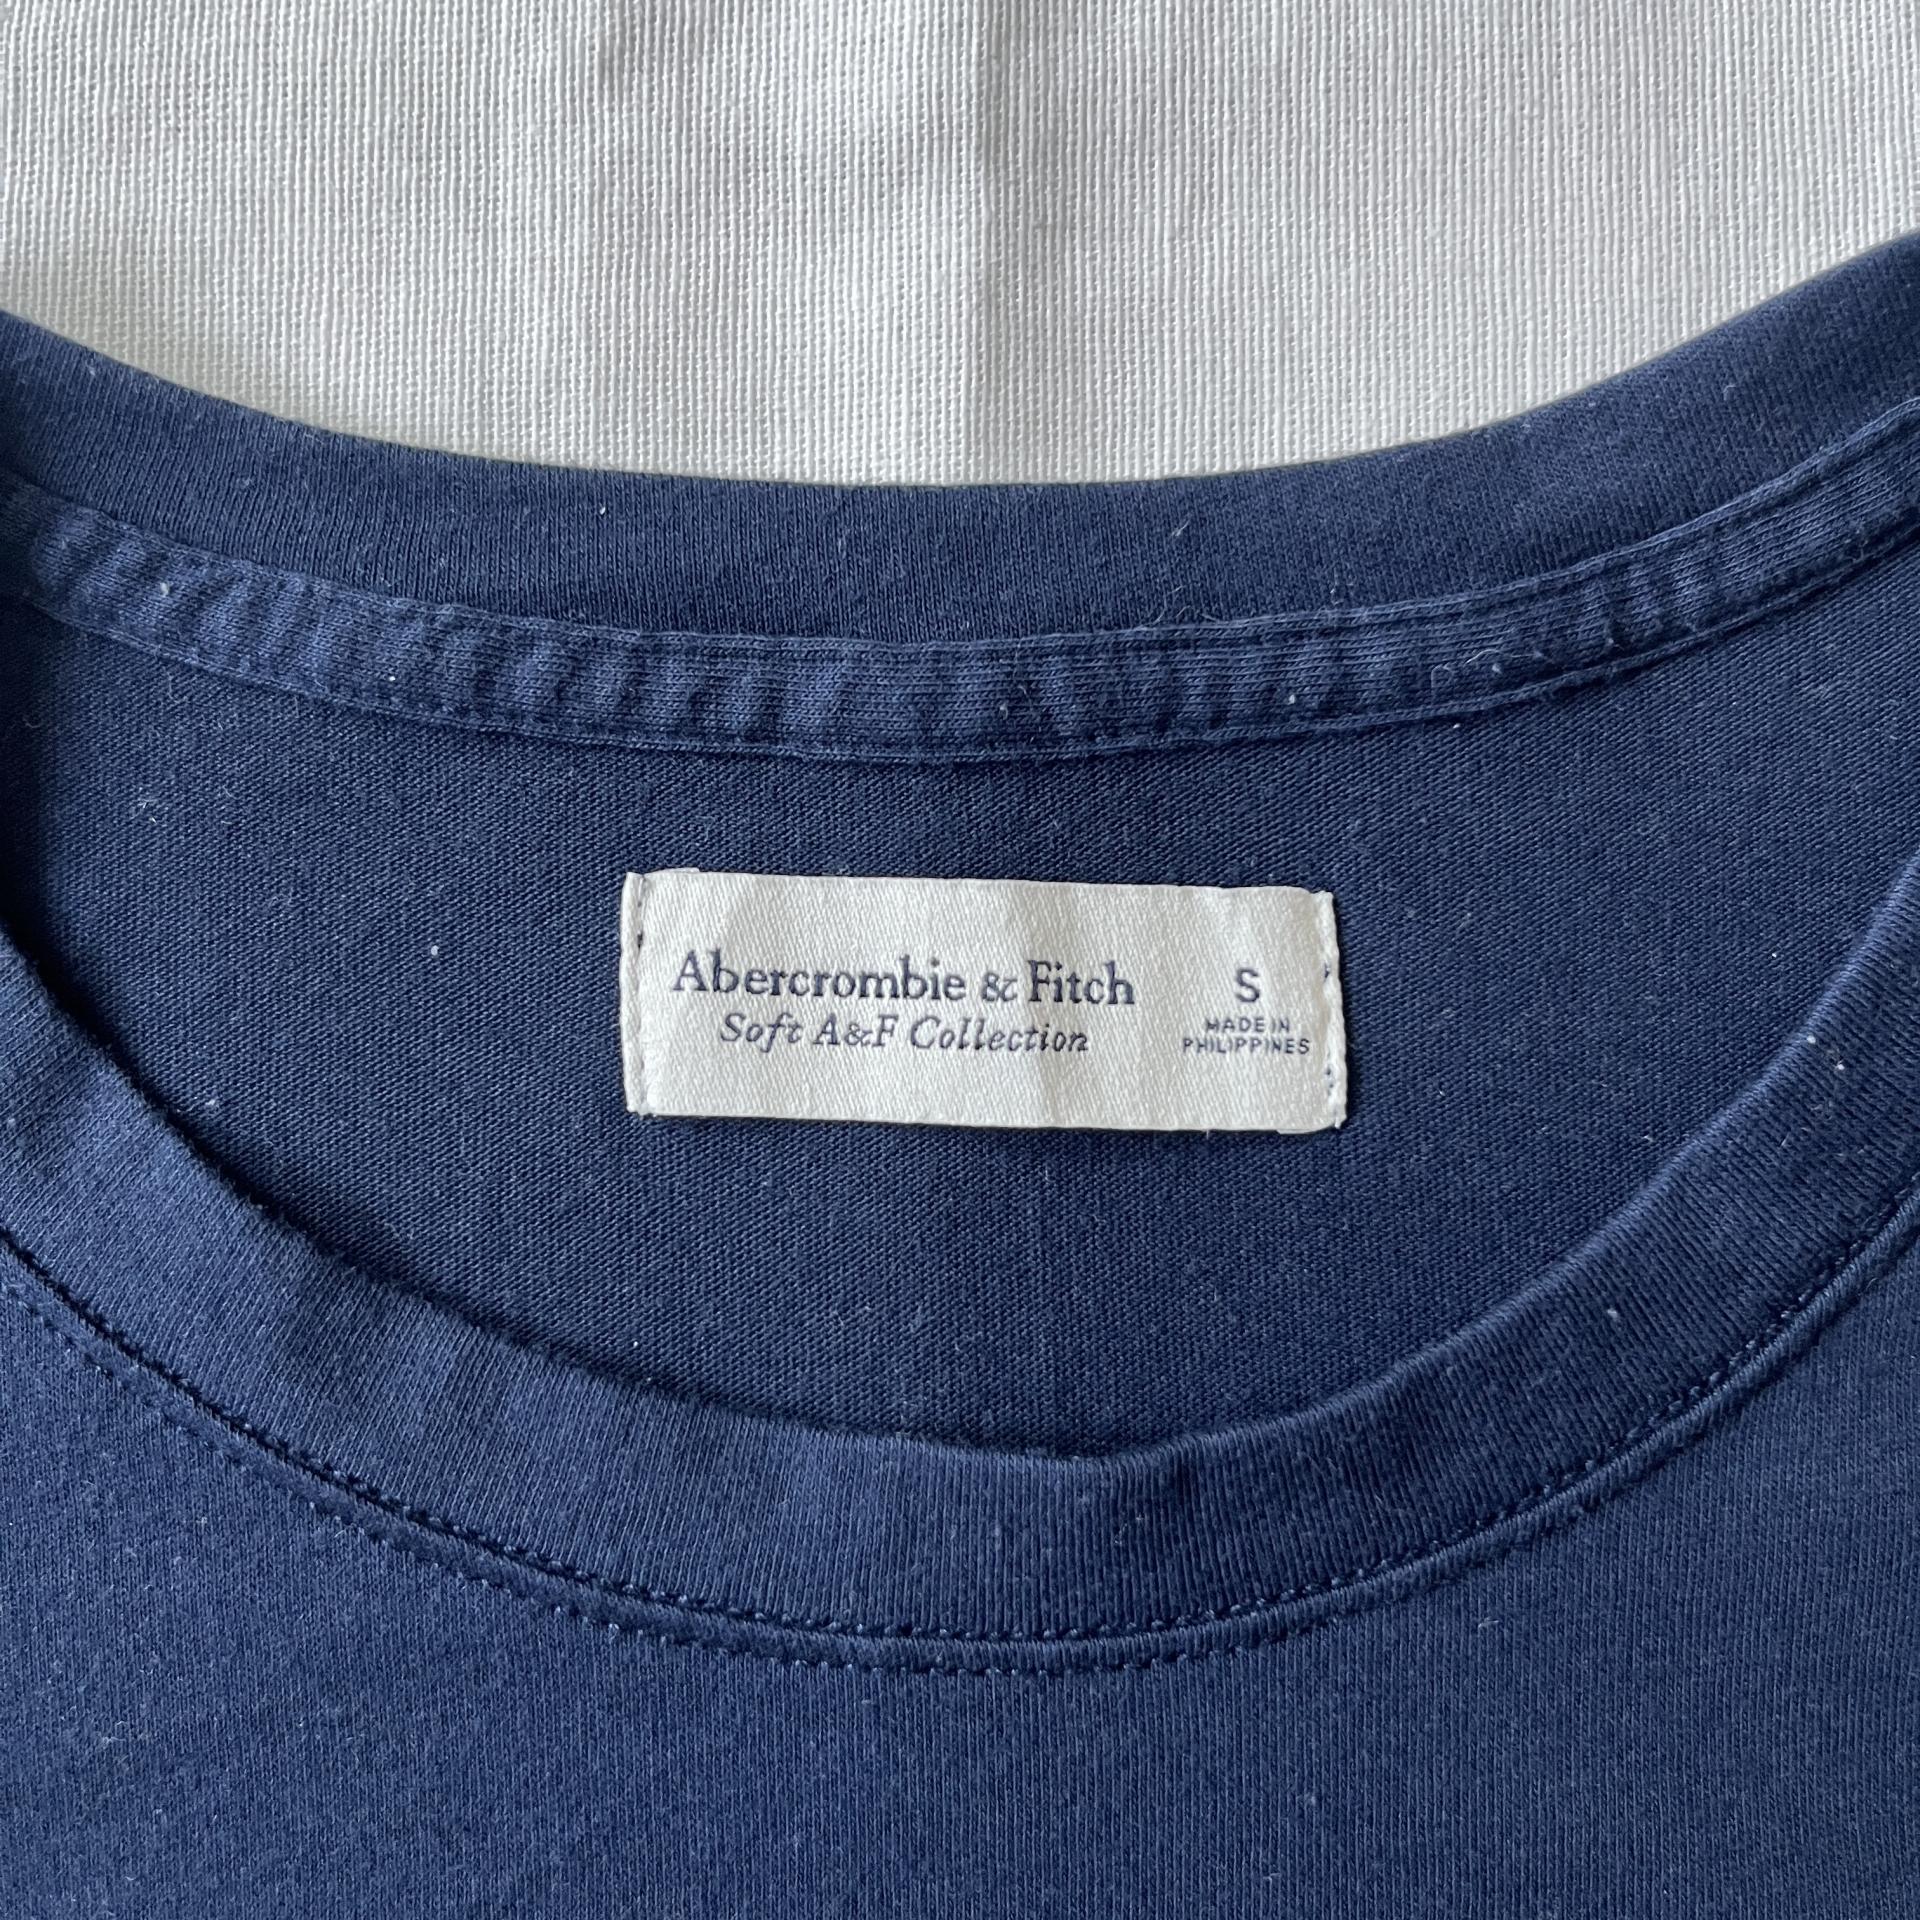 Abercrombie & Fitch
Soft A&F Collection
S
MADE IN
PHILIPPINES